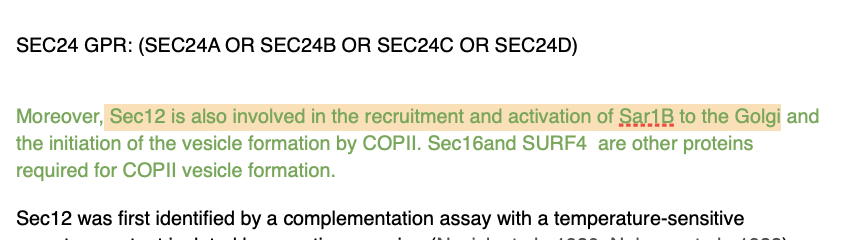 SEC24 GPR: (SEC24A OR SEC24B OR SEC24C OR SEC24D)
Moreover, Sec12 is also involved in the recruitment and activation of Sar1B to the Golgi and
the initiation of the vesicle formation by COPII. Sec16and SURF4  are other proteins
required for COPII vesicle formation.
Sec12 was first identified by a complementation assay with a temperature-sensitive